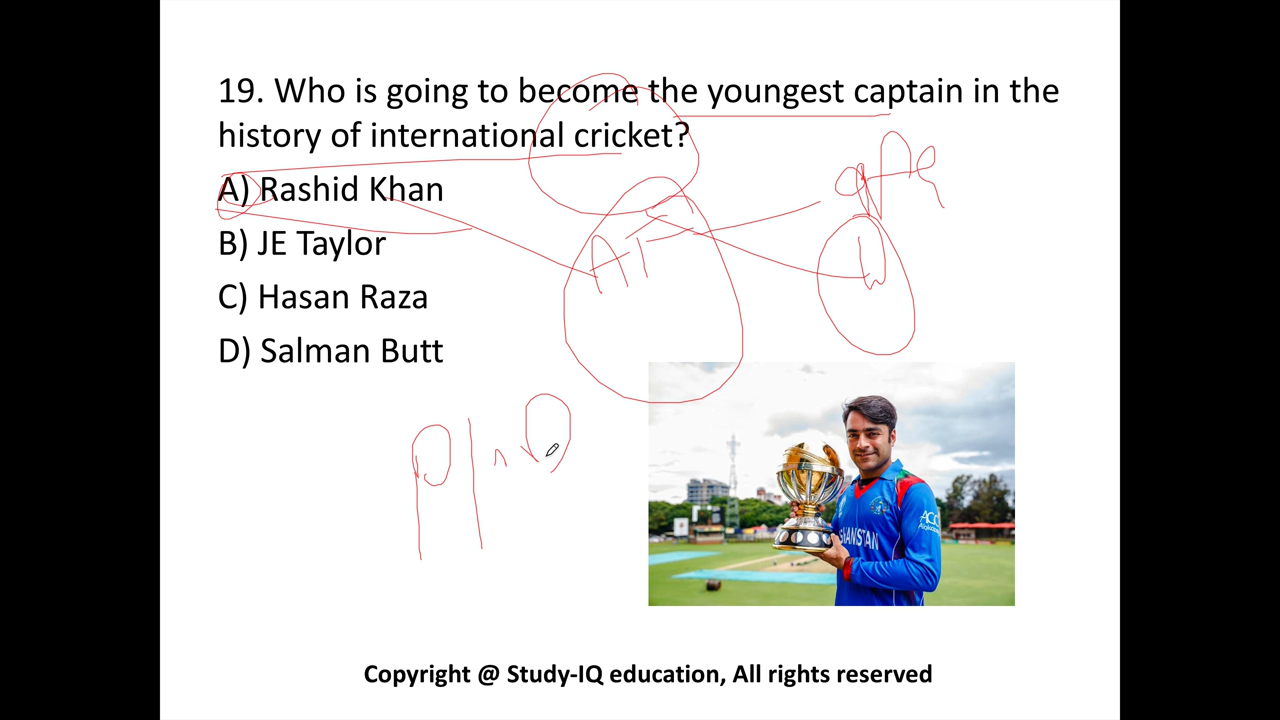 19. Who is going to become the youngest captain in the
history of international cricket?
A) Rashid Khan
B) JE Taylor
C) Hasan Raza
D) Salman Butt
Copyright @ Study-IQ education, All rights reserved